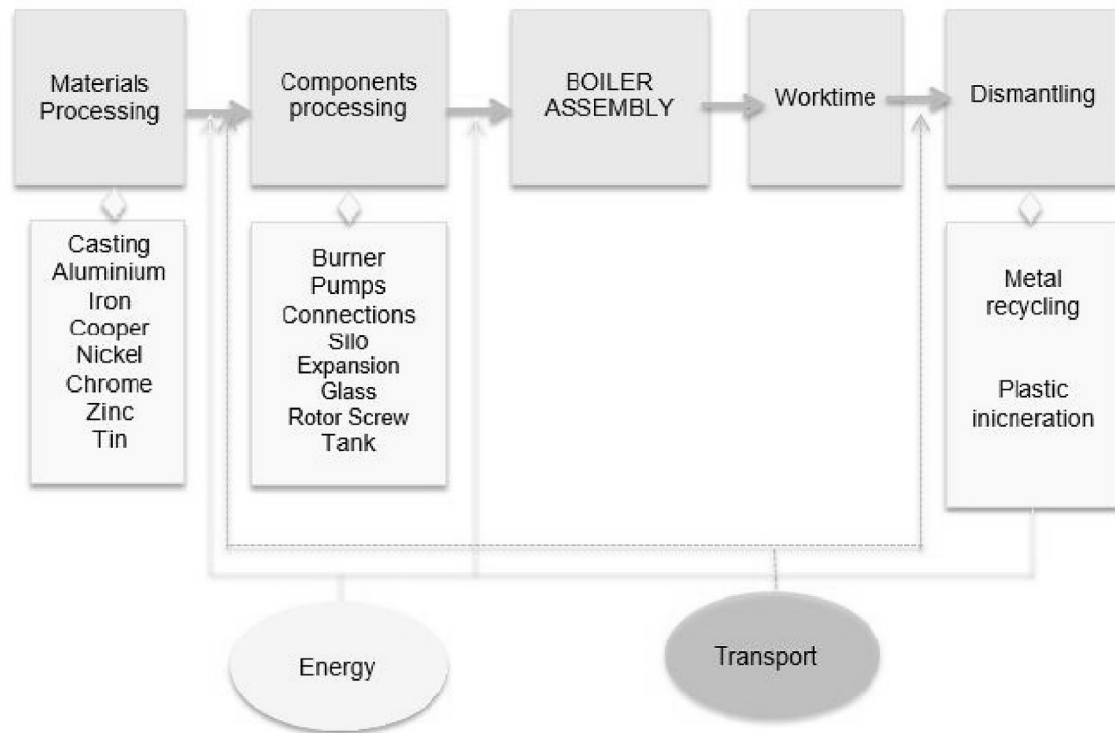 Materials
Processing
Components
processing
BOILER
ASSEMBLY
Worktime
Dismantling
Casting
Aluminium
Iron
Cooper
Nickel
Chrome
Zinc
Tin
Burner
Pumps
Connections
Silo
Expansion
Glass
Rotor Screw
Tank
Metal
recycling
Plastic
inicneration
Energy
Transport